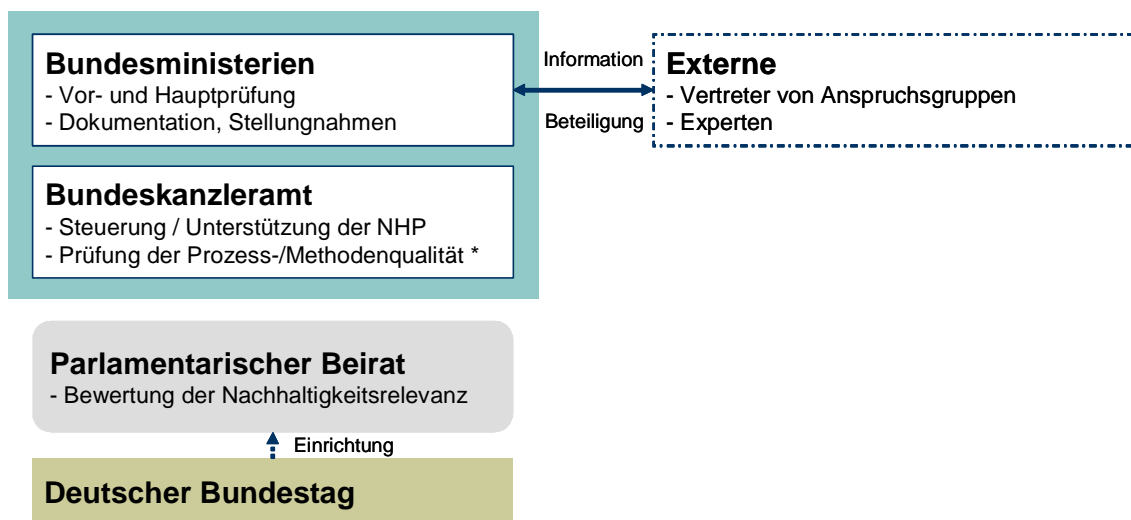 Bundesministerien
- Vor- und Hauptprüfung
- Dokumentation, Stellungnahmen
Information
Beteiligung
Externe
- Vertreter von Anspruchsgruppen
- Experten
Bundeskanzleramt
- Steuerung / Unterstützung der NHP
- Prüfung der Prozess-/Methodenqualität *
Parlamentarischer Beirat
- Bewertung der Nachhaltigkeitsrelevanz
Einrichtung
Deutscher Bundestag